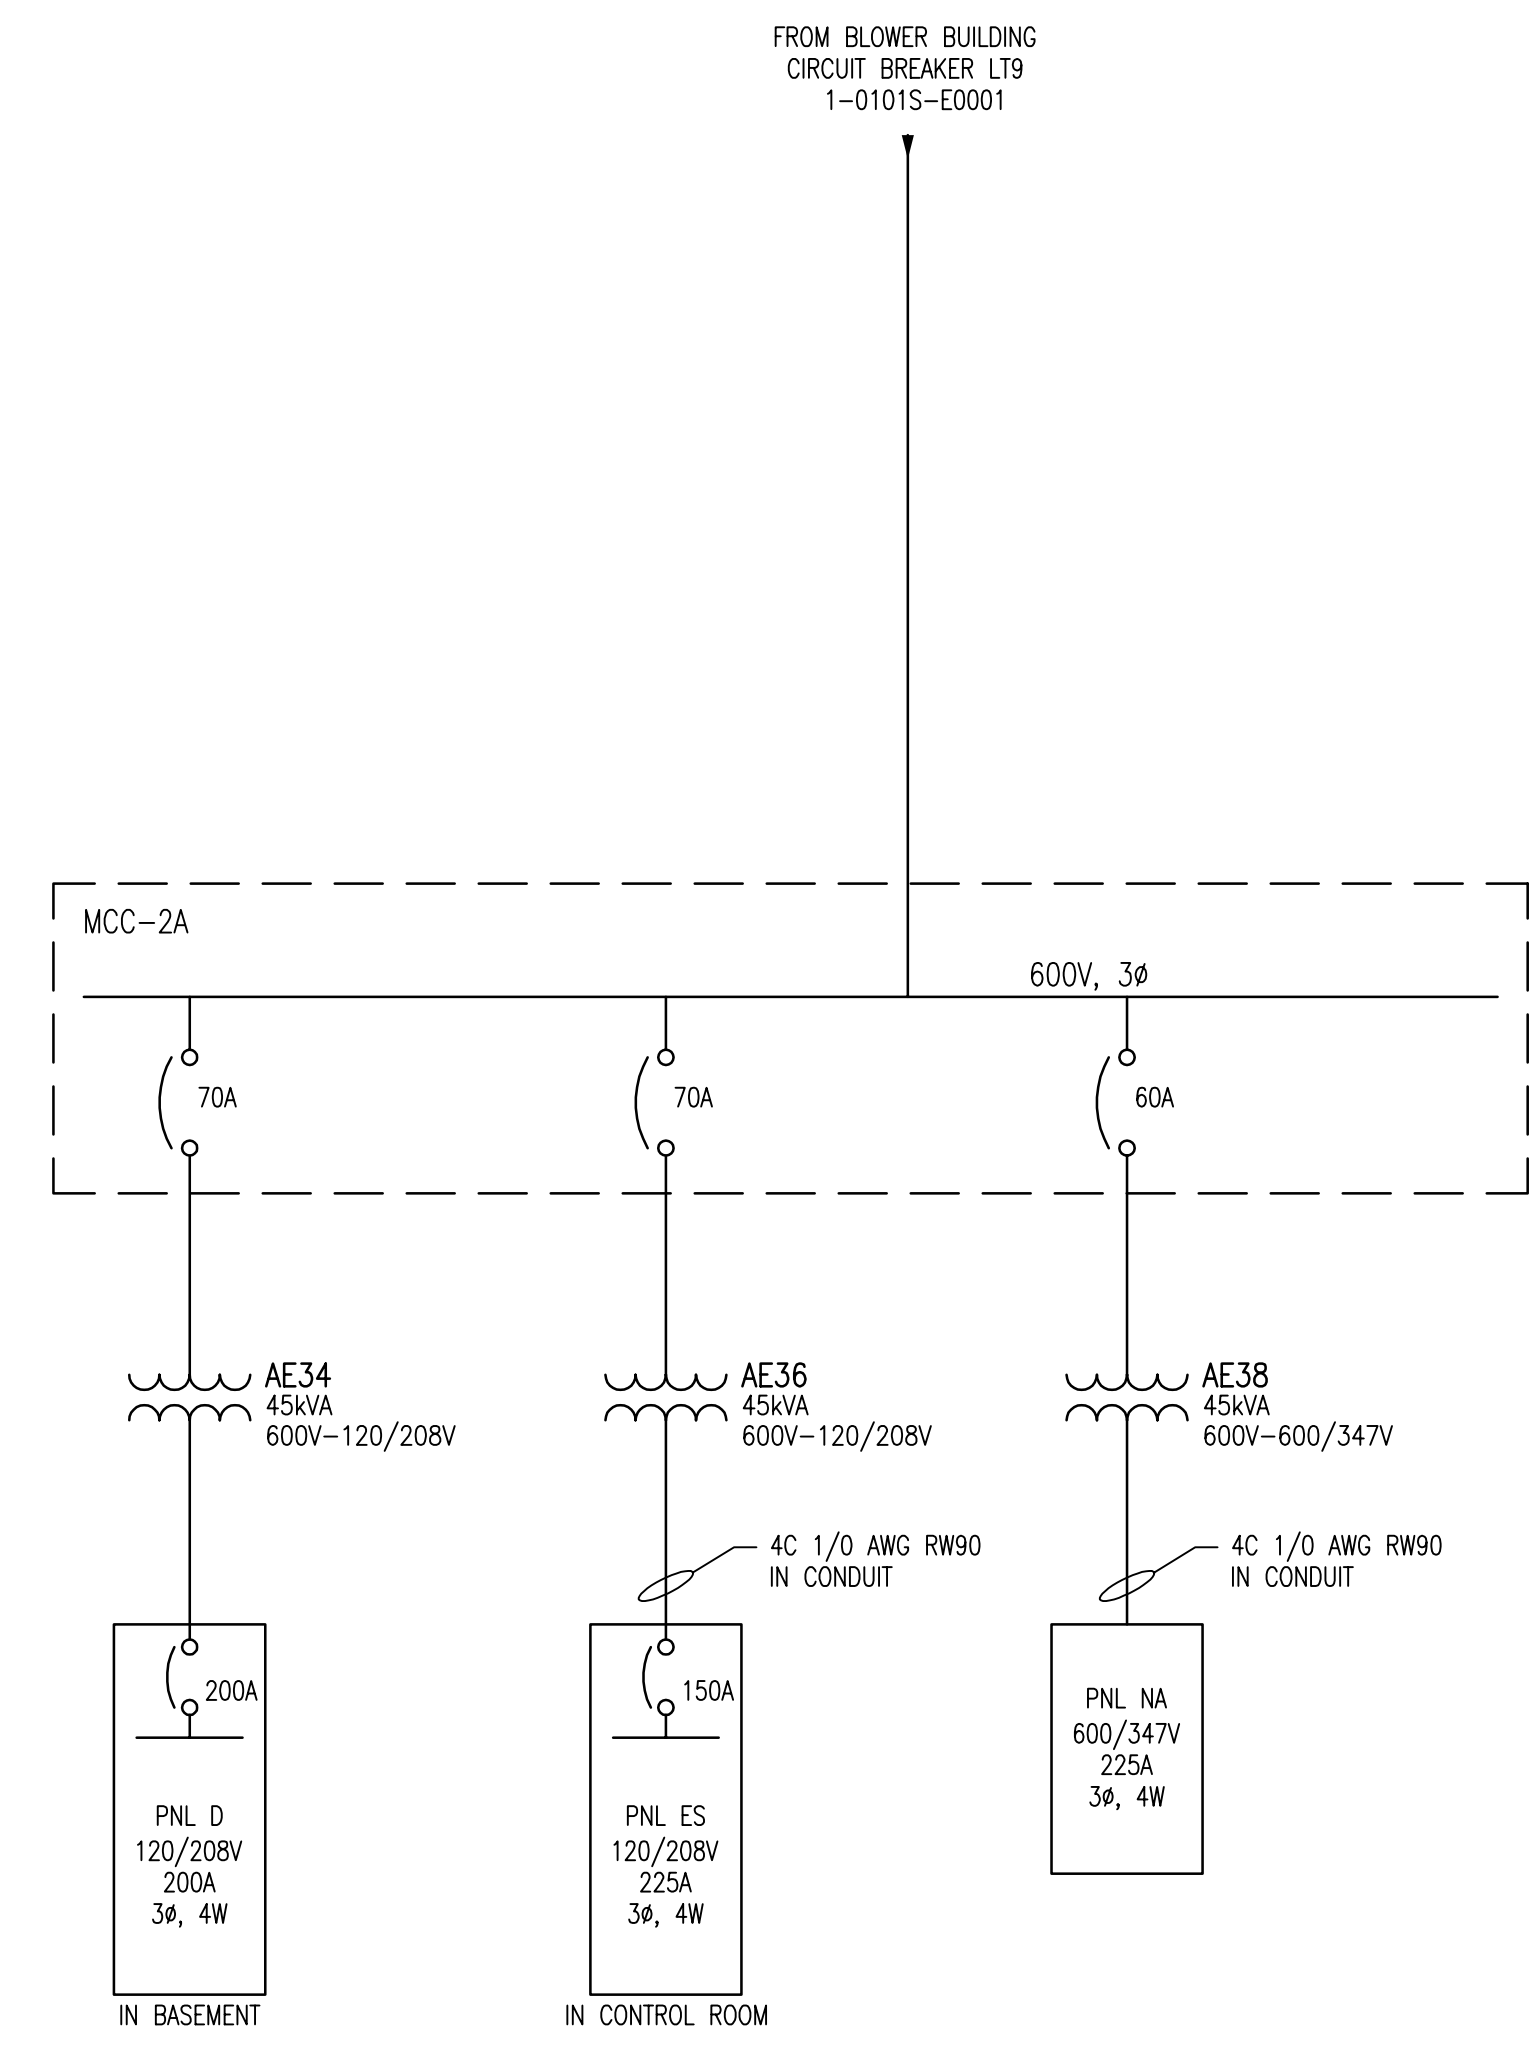 FROM BLOWER BUILDING
CIRCUIT BREAKER LT9
1-0101S-E0001
MCC-2A
600V, 3ø
70A
70A
60A
AE34
45kVA
600V-120/208V
AE36
45kVA
600V-120/208V
AE38
45kVA
600V-600/347V
4C 1/0 AWG RW90
IN CONDUIT
4C 1/0 AWG RW90
IN CONDUIT
200A
PNL D
120/208V
200A
3ø, 4W
IN BASEMENT
150A
PNL ES
120/208V
225A
3ø, 4W
IN CONTROL ROOM
PNL NA
600/347V
225A
3ø, 4W